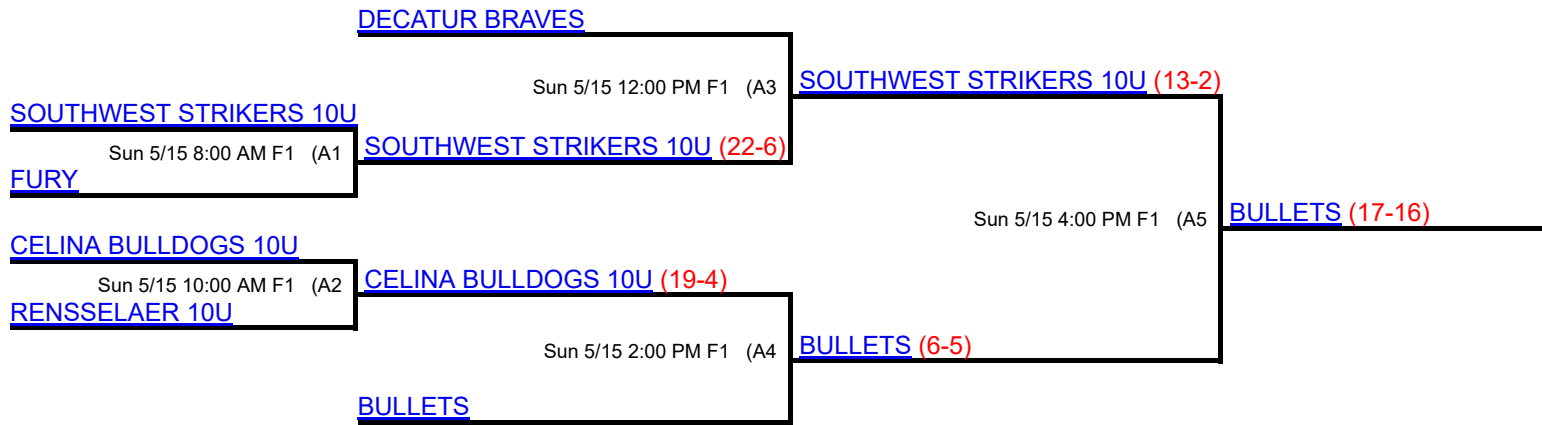 DECATUR BRAVES
Sun 5/15 12:00 PM F1 (A3
SOUTHWEST STRIKERS 10U (13-2)
SOUTHWEST STRIKERS 10U
Sun 5/15 8:00 AM F1 (A1
SOUTHWEST STRIKERS 10U (22-6)
FURY
Sun 5/15 4:00 PM F1 (A5
BULLETS (17-16)
CELINA BULLDOGS 10U
Sun 5/15 10:00 AM F1 (A2
CELINA BULLDOGS 10U (19-4)
RENSSELAER 10U
Sun 5/15 2:00 PM F1 (A4
BULLETS (6-5)
BULLETS